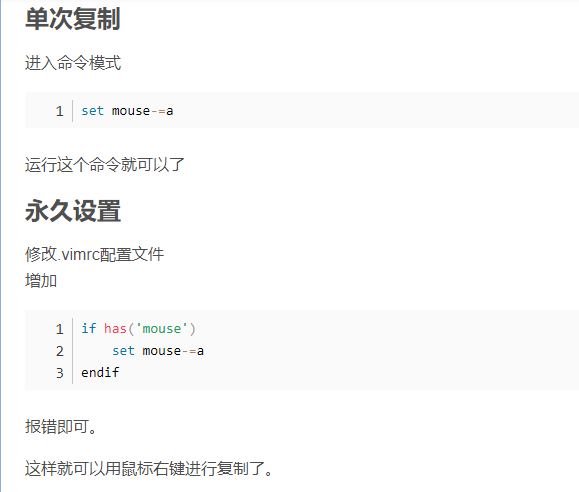 单次复制
进入命令模式
1 set mouse-=a
运行这个命令就可以了
永久设置
修改.vimrc配置文件
增加
1 if has('mouse')
2     set mouse-=a
3 endif
报错即可。
这样就可以用鼠标右键进行复制了。